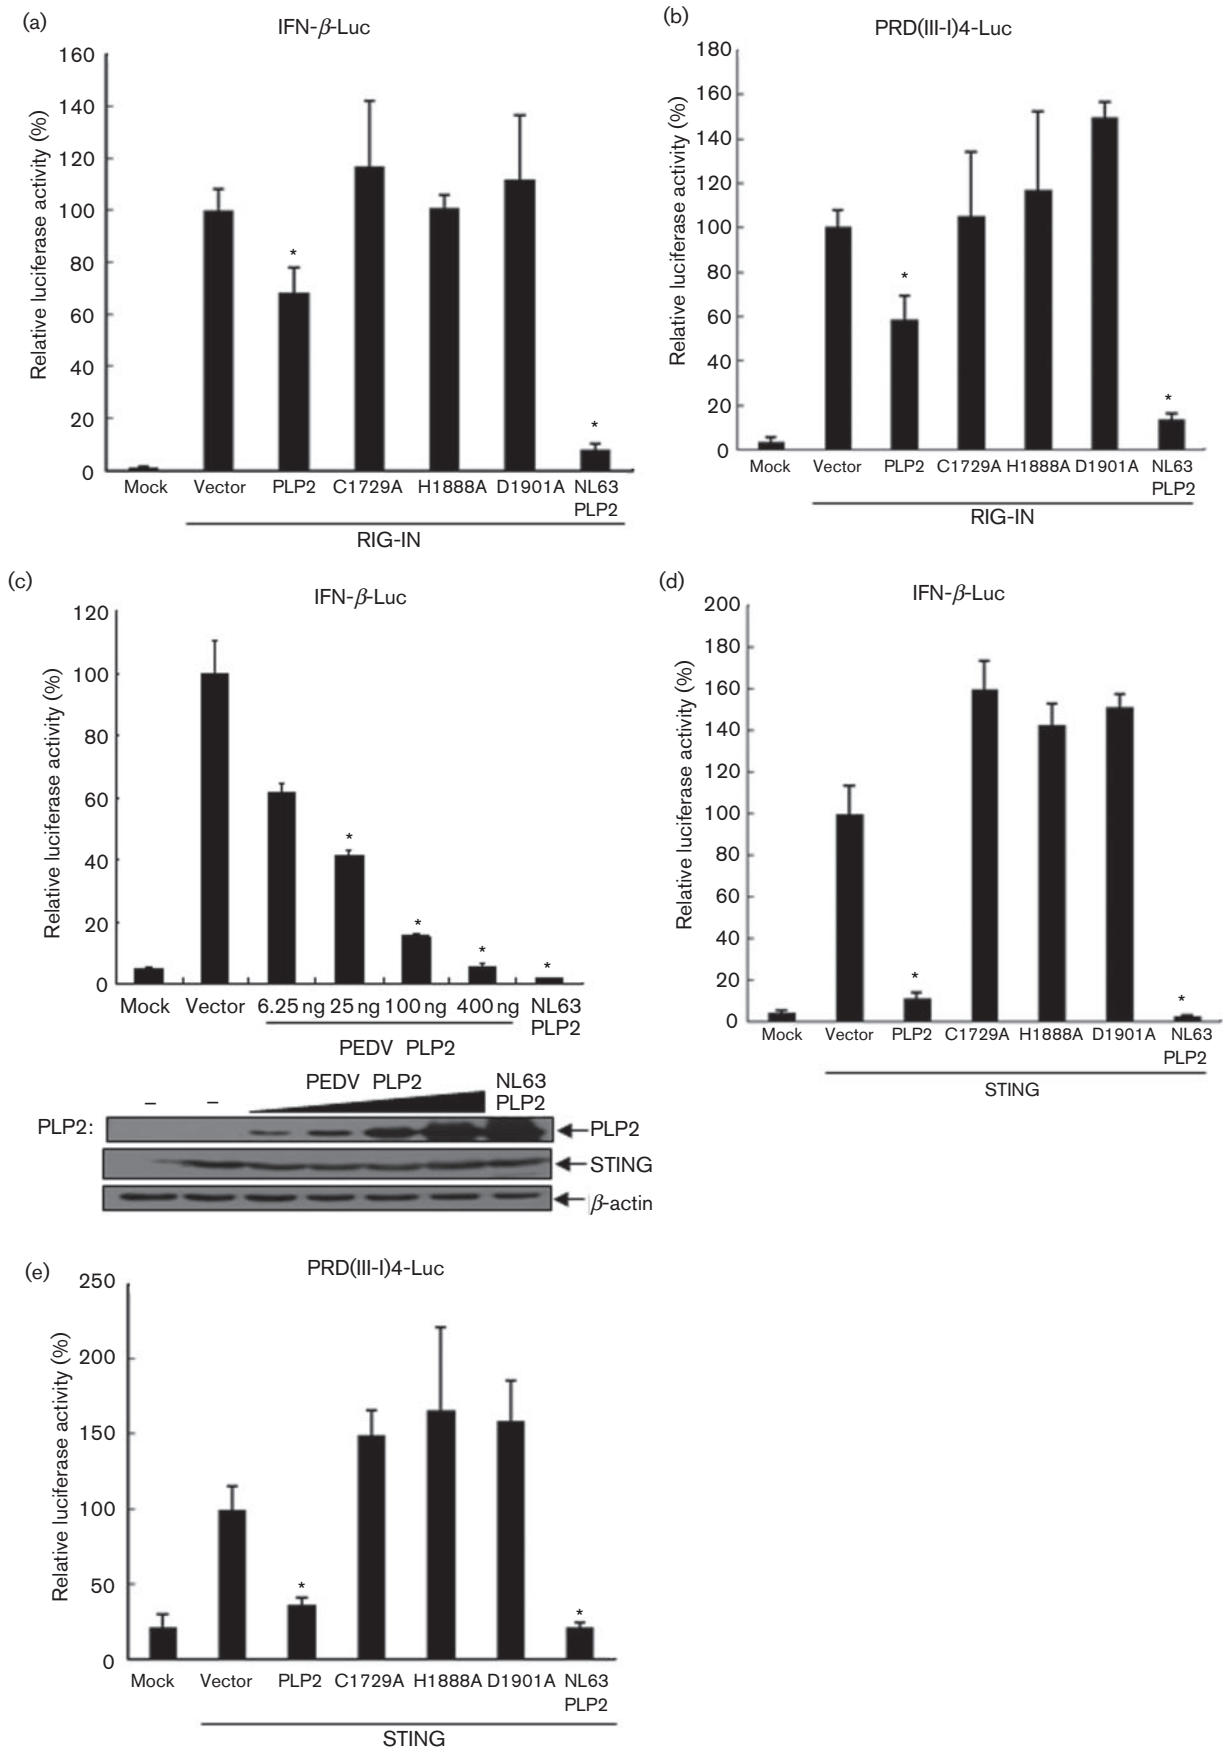 (a)
IFN-β-Luc
Relative luciferase activity (%)
160
140
120
100
80
60
40
20
0
*
*
Mock Vector PLP2 C1729A H1888A D1901A NL63
PLP2
RIG-IN
(b)
PRD(III-I)4-Luc
Relative luciferase activity (%)
180
160
140
120
100
80
60
40
20
0
*
*
Mock Vector PLP2 C1729A H1888A D1901A NL63
PLP2
RIG-IN
(c)
IFN-β-Luc
Relative luciferase activity (%)
120
100
80
60
40
20
0
*
*
*
*
Mock Vector 6.25 ng 25 ng 100 ng 400 ng NL63
PLP2
PEDV PLP2
PEDV PLP2 NL63
PLP2
– –
PLP2: PLP2
STING
β-actin
(d)
IFN-β-Luc
Relative luciferase activity (%)
200
180
160
140
120
100
80
60
40
20
0
*
*
Mock Vector PLP2 C1729A H1888A D1901A NL63
PLP2
STING
(e)
PRD(III-I)4-Luc
Relative luciferase activity (%)
250
200
150
100
50
0
*
*
Mock Vector PLP2 C1729A H1888A D1901A NL63
PLP2
STING